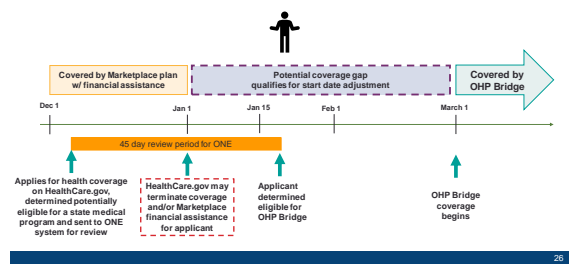 Covered by Marketplace plan
w/ financial assistance
Potential coverage gap
qualifies for start date adjustment
Covered by
OHP Bridge
Dec 1
Jan 1
Jan 15
Feb 1
March 1
45 day review period for ONE
Applies for health coverage
on HealthCare.gov,
determined potentially
eligible for a state medical
program and sent to ONE
system for review
HealthCare.gov may
terminate coverage
and/or Marketplace
financial assistance
for applicant
Applicant
determined
eligible for
OHP Bridge
OHP Bridge
coverage
begins
26